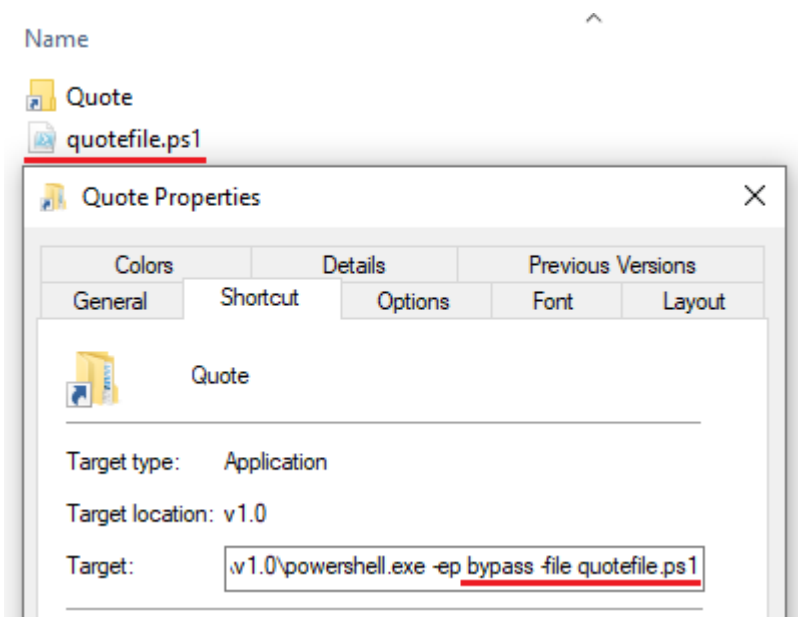 Name
Quote
quotefile.ps1
Quote Properties
Colors Details Previous Versions
General Shortcut Options Font Layout
Quote
Target type: Application
Target location: v1.0
Target: \v1.0\powershell.exe -ep bypass -file quotefile.ps1